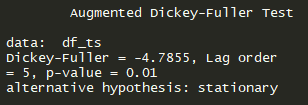 Augmented Dickey-Fuller Test
data:  df_ts
Dickey-Fuller = -4.7855, Lag order
= 5, p-value = 0.01
alternative hypothesis: stationary